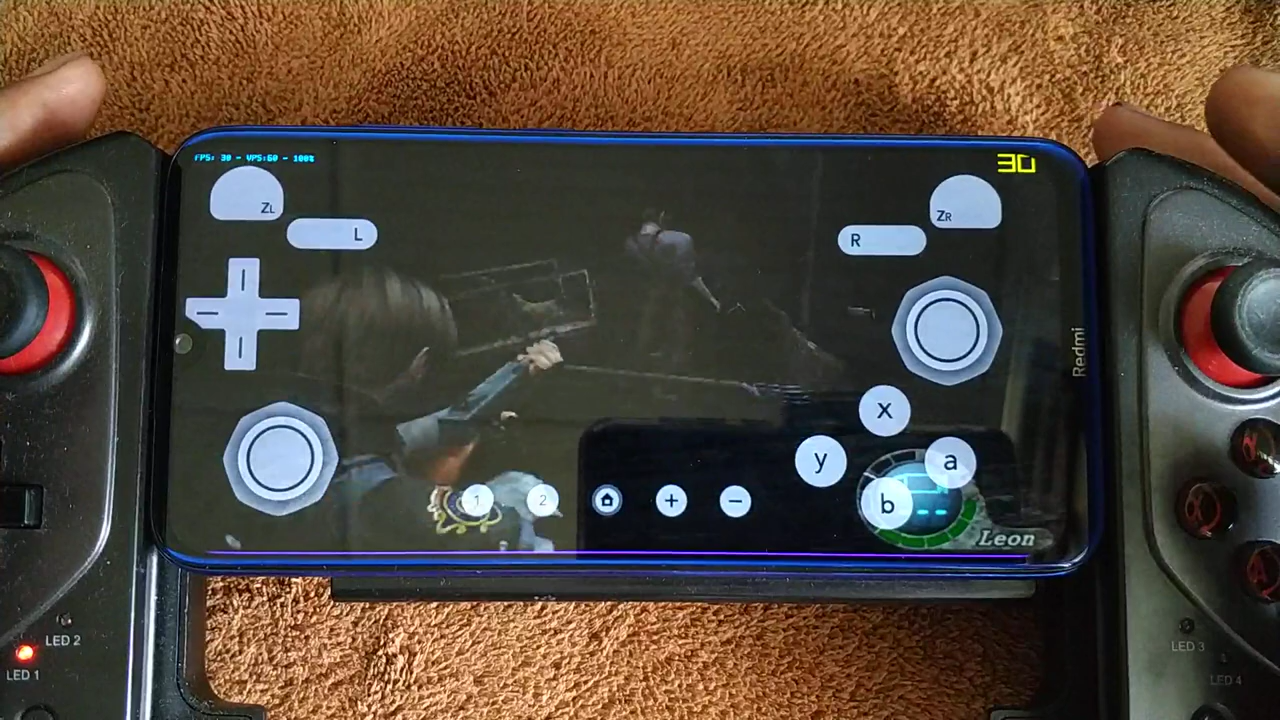 FPS: 30 - VPS:60 - 100%
30
ZL
L
R
ZR
Redmi
x
y
a
b
1
2
+
−
Leon
LED 2
LED 1
LED 3
LED 4